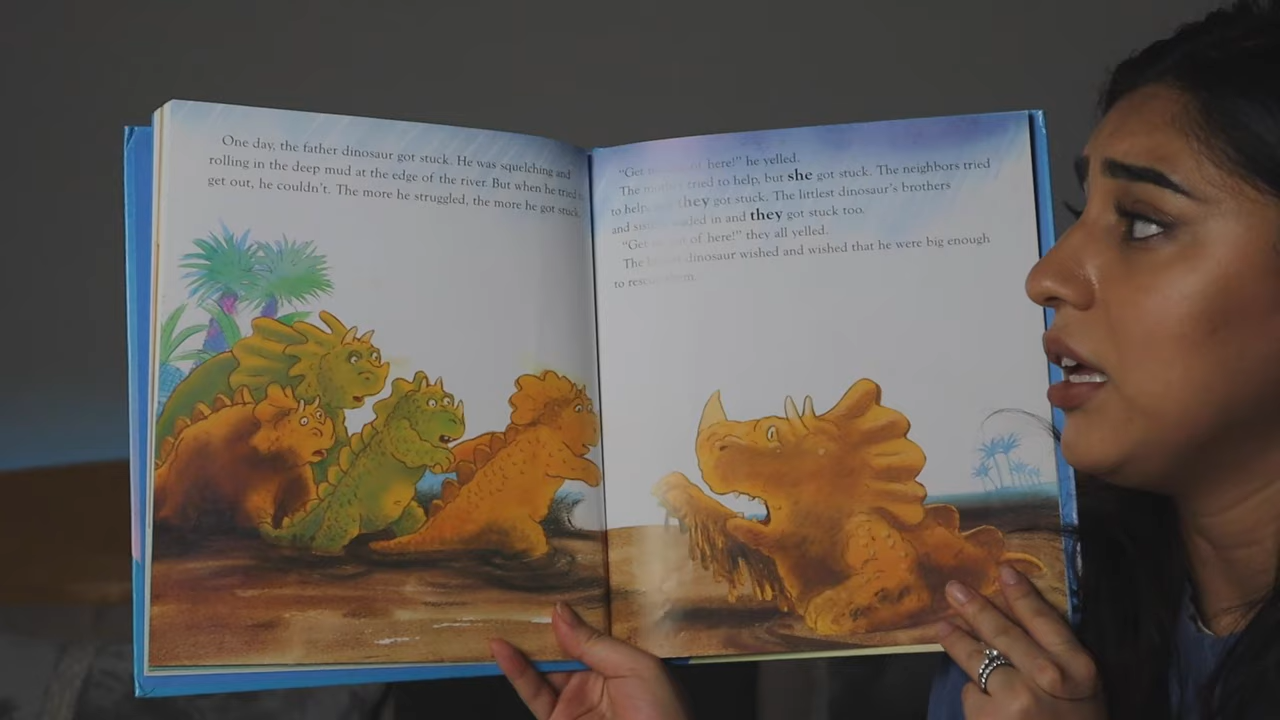 One day, the father dinosaur got stuck. He was squelching and
rolling in the deep mud at the edge of the river. But when he tried
get out, he couldn't. The more he struggled, the more he got stuck.
"Get of here!" he yelled.
The tried to help, but she got stuck. The neighbors tried
to help, they got stuck. The littlest dinosaur's brothers
and in and they got stuck too.
"Get of here!" they all yelled.
The dinosaur wished and wished that he were big enough
to rescue them.